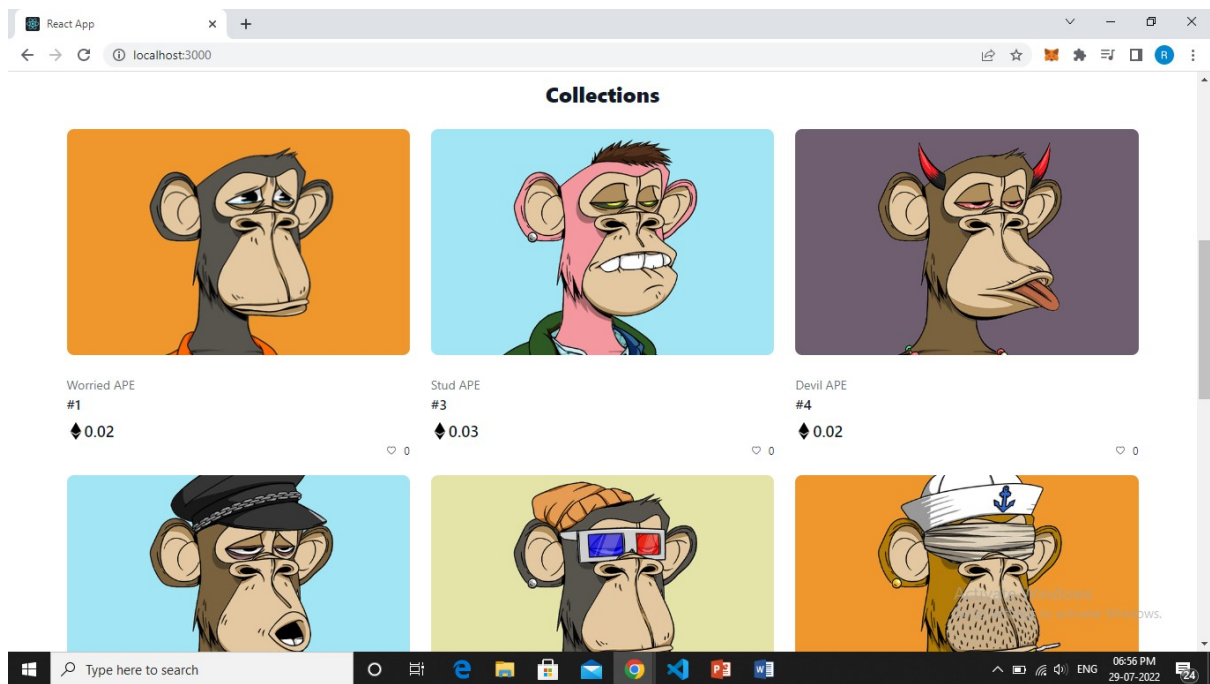 React App
localhost:3000
R
Collections
Worried APE
#1
0.02
0
Stud APE
#3
0.03
0
Devil APE
#4
0.02
0
Type here to search
ENG
06:56 PM
29-07-2022
24